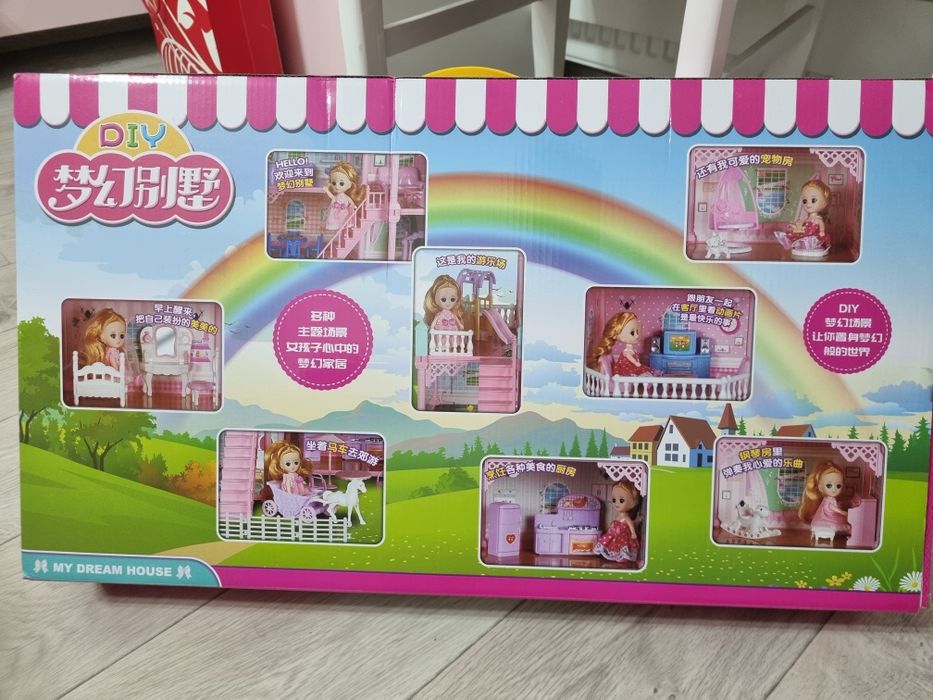 DIY
梦幻别墅
HELLO!
欢迎来到
梦幻别墅
还有我可爱的宠物房
这是我的游乐场
早上醒来,
把自己装扮的美美的
多种
主题场景
女孩子心中的
梦幻家居
跟朋友一起
在客厅里看动画片
是最快乐的事
DIY
梦幻场景
让你置身梦幻
般的世界
坐着马车去郊游
烹饪各种美食的厨房
钢琴房里
弹奏我心爱的乐曲
MY DREAM HOUSE